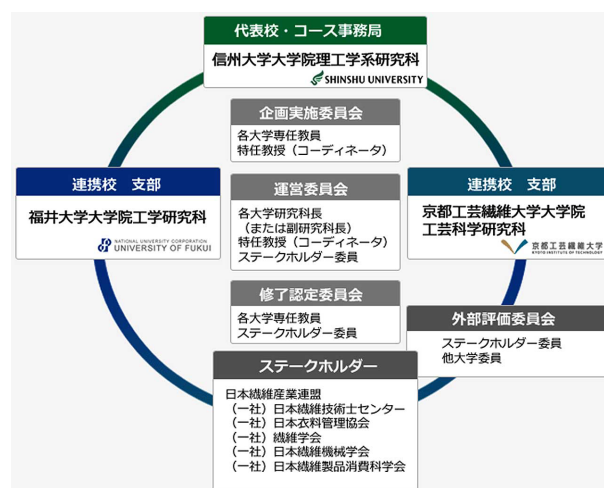 代表校・コース事務局
信州大学大学院理工学系研究科
SHINSHU UNIVERSITY
企画実施委員会
各大学専任教員
特任教授（コーディネータ）
連携校　支部
福井大学大学院工学研究科
NATIONAL UNIVERSITY CORPORATION
UNIVERSITY OF FUKUI
運営委員会
各大学研究科長
（または副研究科長）
特任教授（コーディネータ）
ステークホルダー委員
連携校　支部
京都工芸繊維大学大学院
工芸科学研究科
京都工芸繊維大学
KYOTO INSTITUTE OF TECHNOLOGY
修了認定委員会
各大学専任教員
ステークホルダー委員
外部評価委員会
ステークホルダー委員
他大学委員
ステークホルダー
日本繊維産業連盟
（一社）日本繊維技術士センター
（一社）日本衣料管理協会
（一社）繊維学会
（一社）日本繊維機械学会
（一社）日本繊維製品消費科学会